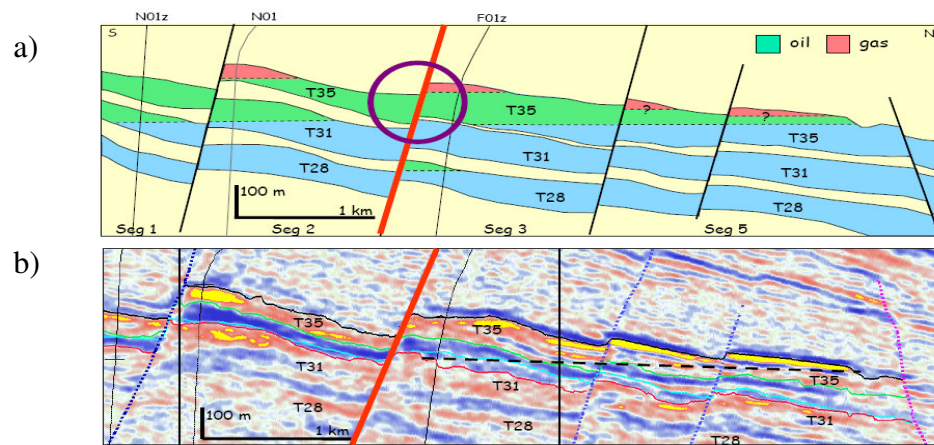 N01z N01 F01z
a) S N
oil gas
T35 T35 ? ? T35
T31 T31 T31
T28 T28 T28
100 m
1 km
Seg 1 Seg 2 Seg 3 Seg 5
b)
T35 T35 T35
T31 T31 T31
T28 T28 T28
100 m
1 km